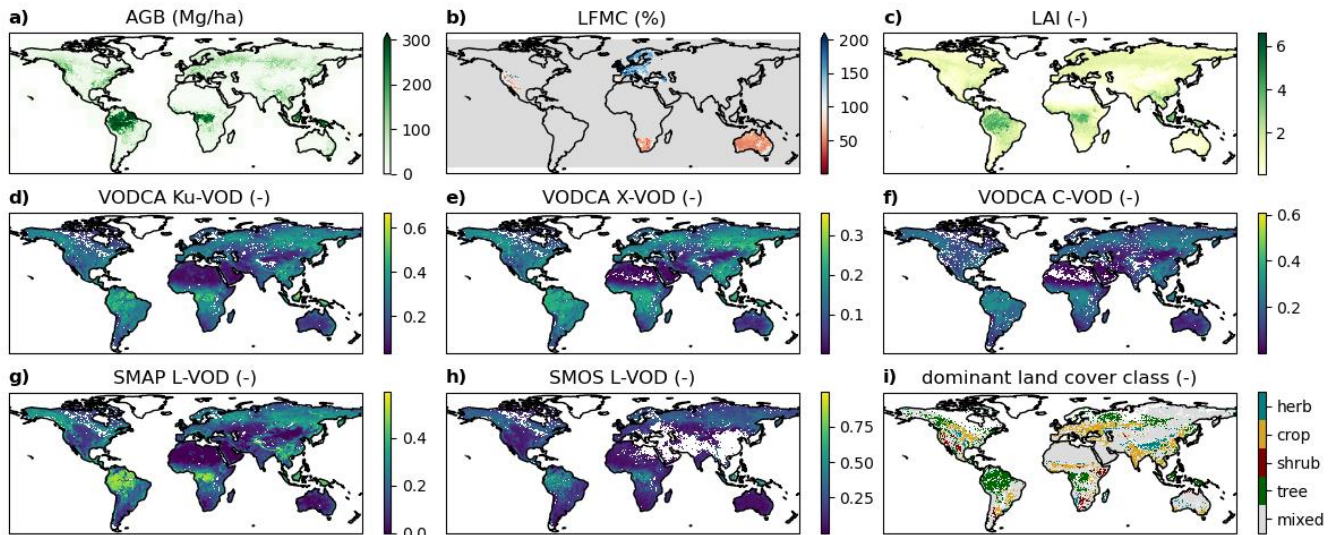 a) AGB (Mg/ha)
300
200
100
0
b) LFMC (%)
200
150
100
50
c) LAI (-)
6
4
2
d) VODCA Ku-VOD (-)
0.6
0.4
0.2
e) VODCA X-VOD (-)
0.3
0.2
0.1
f) VODCA C-VOD (-)
0.6
0.4
0.2
g) SMAP L-VOD (-)
0.4
0.2
0.0
h) SMOS L-VOD (-)
0.75
0.50
0.25
i) dominant land cover class (-)
herb
crop
shrub
tree
mixed